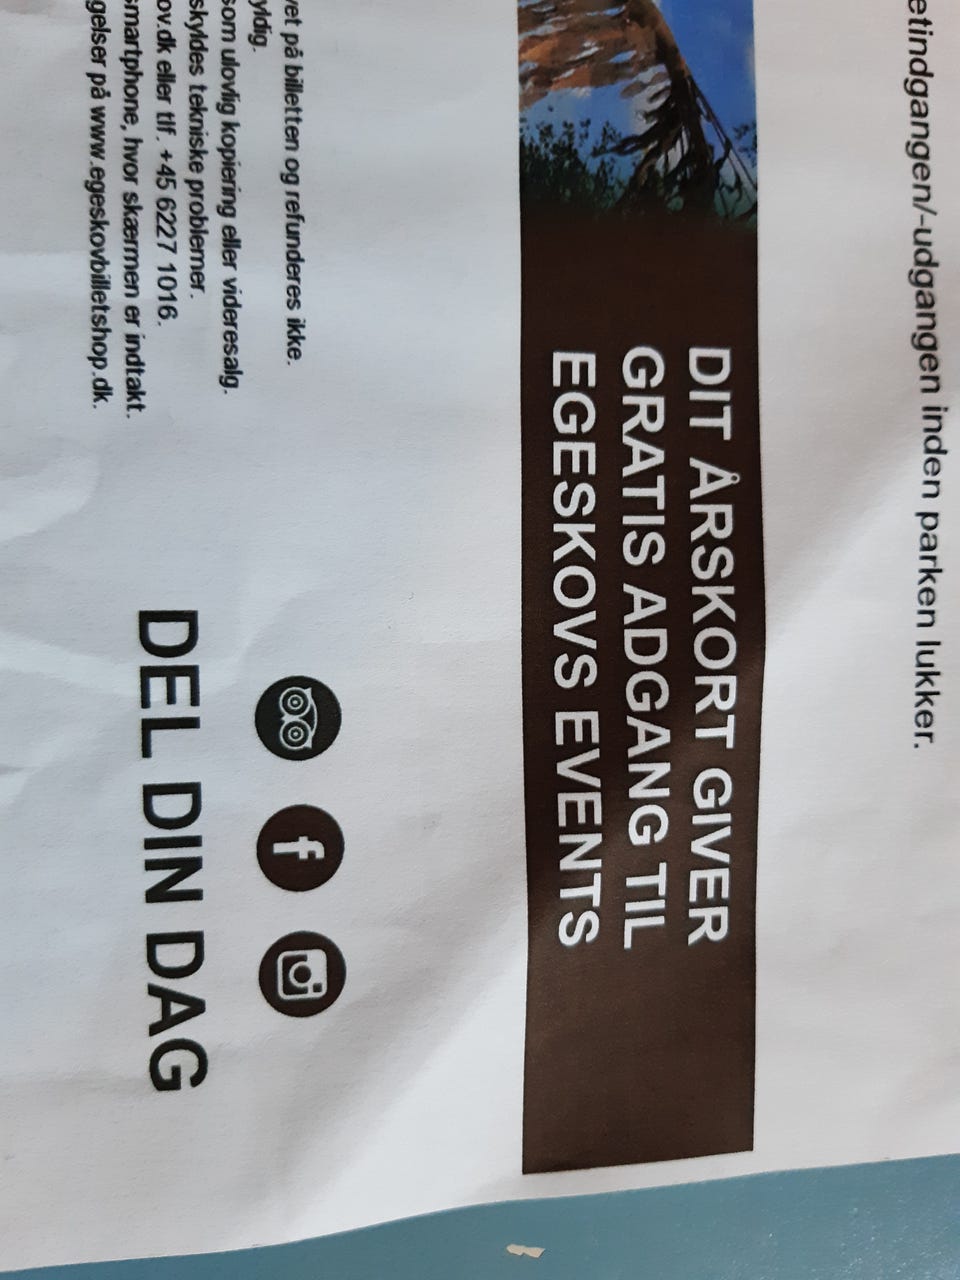 etindgangen/-udgangen inden parken lukker.
DIT ÅRSKORT GIVER
GRATIS ADGANG TIL
EGESKOVS EVENTS
vet på billetten og refunderes ikke.
yldig.
som ulovlig kopiering eller videresalg.
skyldes tekniske problemer.
ov.dk eller tlf. +45 6227 1016.
smartphone, hvor skærmen er indtakt.
gelser på www.egeskovbilletshop.dk.
DEL DIN DAG